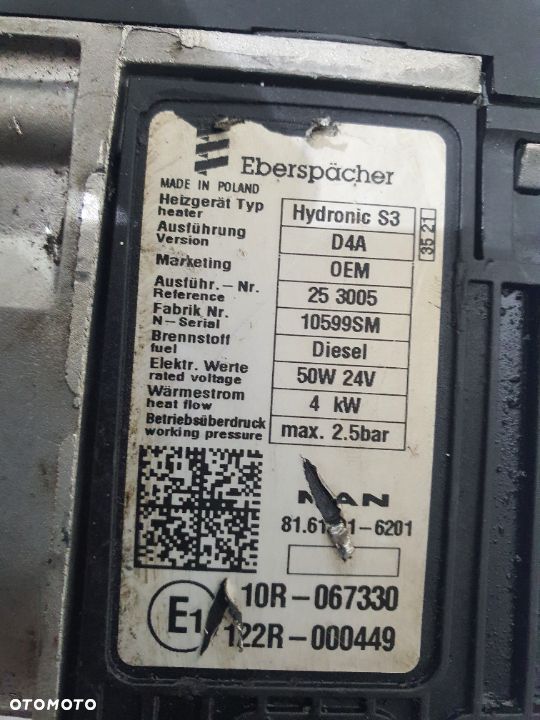 Eberspächer
MADE IN POLAND
Heizgerät Typ
heater
Hydronic S3
35 21
Ausführung
Version
D4A
Marketing
OEM
Ausführ.- Nr.
Reference
25 3005
Fabrik Nr.
N-Serial
10599SM
Brennstoff
fuel
Diesel
Elektr. Werte
rated voltage
50W 24V
Wärmestrom
heat flow
4 kW
Betriebsüberdruck
working pressure
max. 2.5bar
MAN
E1
10R-067330
122R-000449
OTOMOTO
OTOMOTO